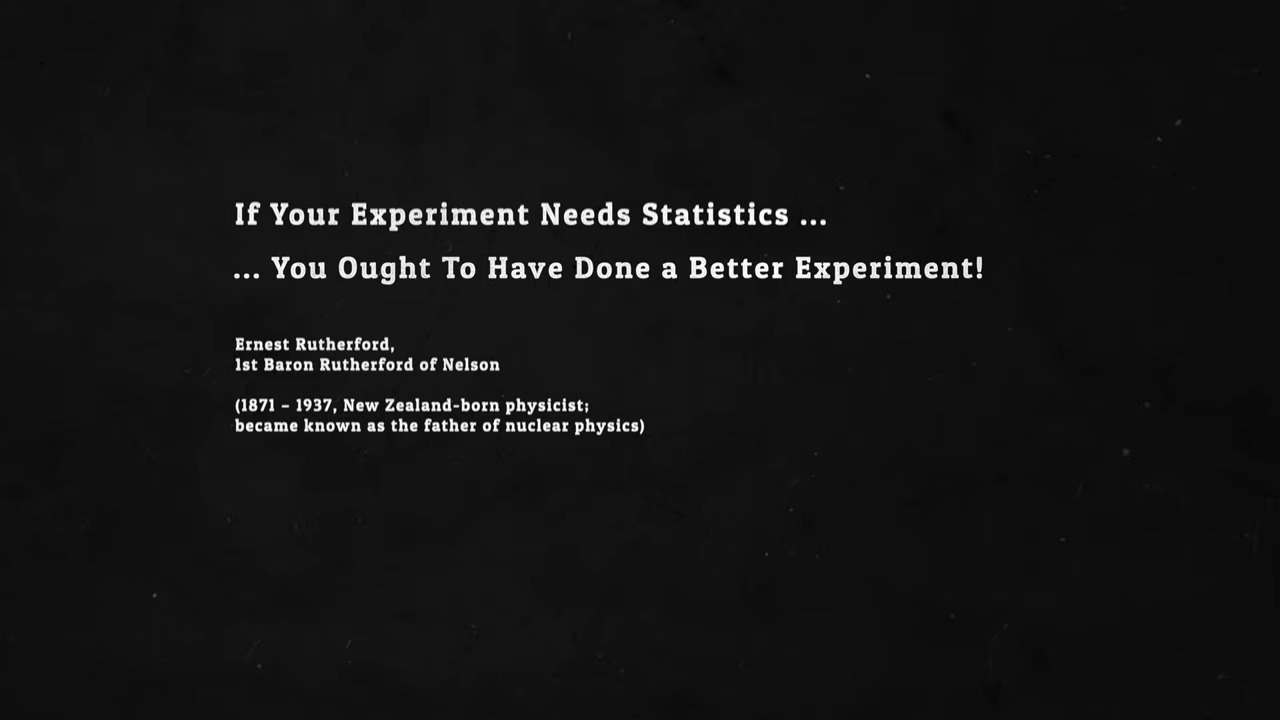 If Your Experiment Needs Statistics ...
... You Ought To Have Done a Better Experiment!
Ernest Rutherford,
1st Baron Rutherford of Nelson
(1871 – 1937, New Zealand-born physicist;
became known as the father of nuclear physics)